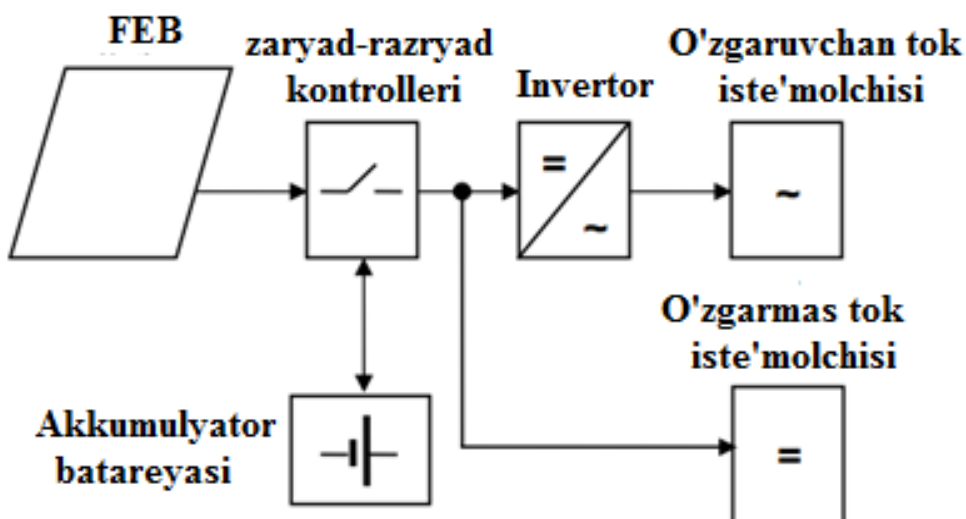 FEB
zaryad-razryad
kontrolleri
Invertor
O'zgaruvchan tok
iste'molchisi
=
~
~
O'zgarmas tok
iste'molchisi
=
Akkumulyator
batareyasi